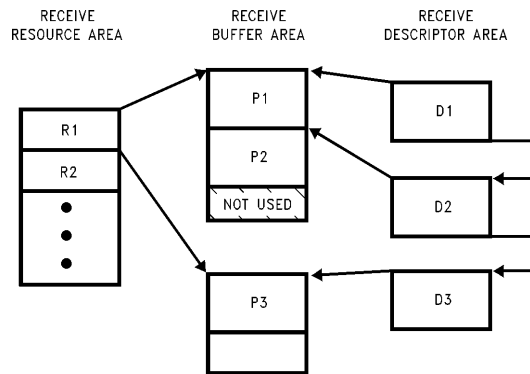 RECEIVE
RESOURCE AREA
RECEIVE
BUFFER AREA
RECEIVE
DESCRIPTOR AREA
R1
R2
P1
P2
NOT USED
P3
D1
D2
D3